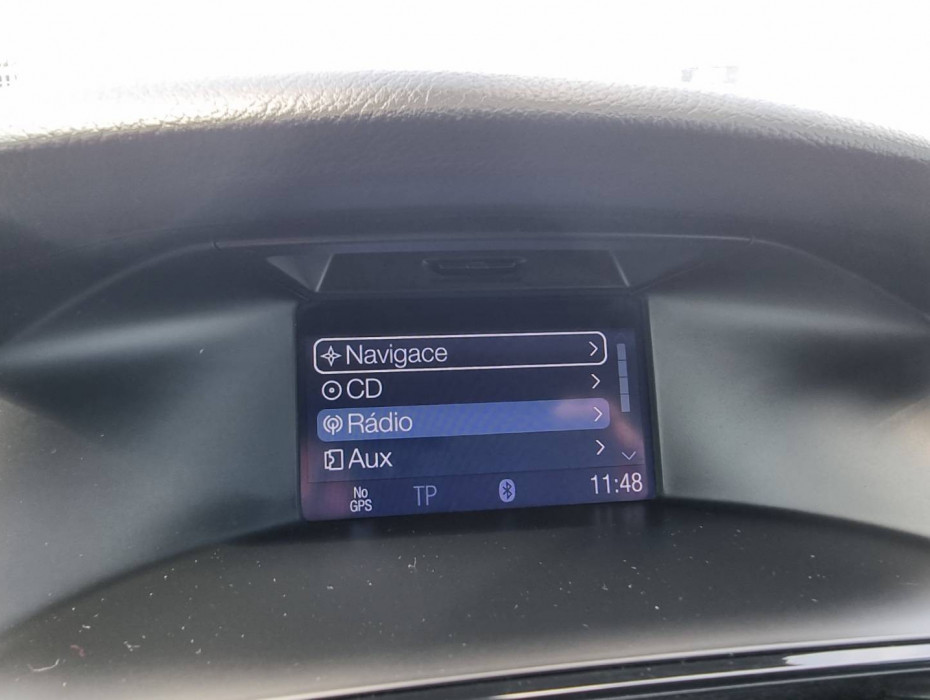 Navigace
CD
Rádio
Aux
No GPS TP 11:48